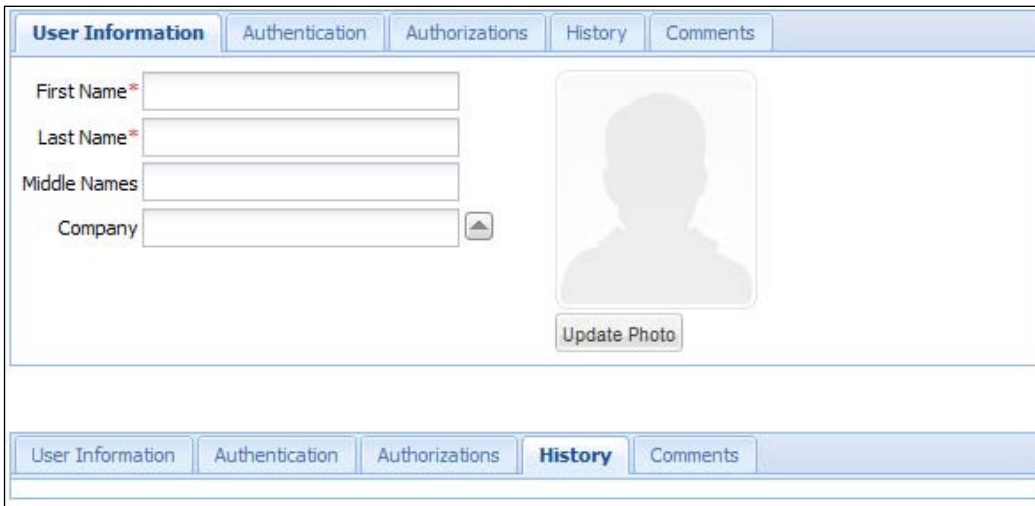 User Information Authentication Authorizations History Comments
First Name*
Last Name*
Middle Names
Company
Update Photo
User Information Authentication Authorizations History Comments